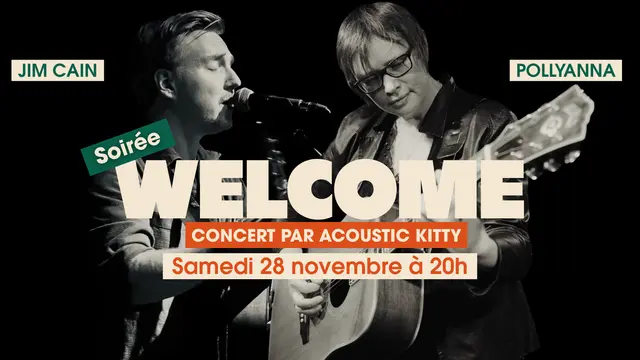 JIM CAIN
POLLYANNA
Soirée
WELCOME
CONCERT PAR ACOUSTIC KITTY
Samedi 28 novembre à 20h